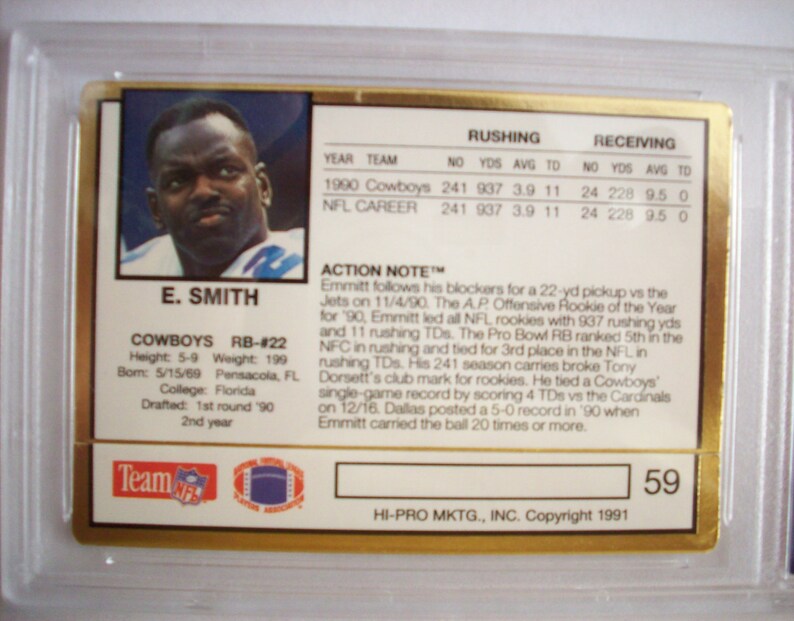 RUSHING RECEIVING
YEAR TEAM NO YDS AVG TD NO YDS AVG TD
1990 Cowboys 241 937 3.9 11 24 228 9.5 0
NFL CAREER 241 937 3.9 11 24 228 9.5 0
E. SMITH
COWBOYS RB-#22
Height: 5-9 Weight: 199
Born: 5/15/69 Pensacola, FL
College: Florida
Drafted: 1st round '90
2nd year
ACTION NOTE™
Emmitt follows his blockers for a 22-yd pickup vs the
Jets on 11/4/90. The A.P. Offensive Rookie of the Year
for '90, Emmitt led all NFL rookies with 937 rushing yds
and 11 rushing TDs. The Pro Bowl RB ranked 5th in the
NFC in rushing and tied for 3rd place in the NFL in
rushing TDs. His 241 season carries broke Tony
Dorsett's club mark for rookies. He tied a Cowboys'
single-game record by scoring 4 TDs vs the Cardinals
on 12/16. Dallas posted a 5-0 record in '90 when
Emmitt carried the ball 20 times or more.
Team NFL
NATIONAL FOOTBALL LEAGUE
PLAYERS ASSOCIATION
59
HI-PRO MKTG., INC. Copyright 1991